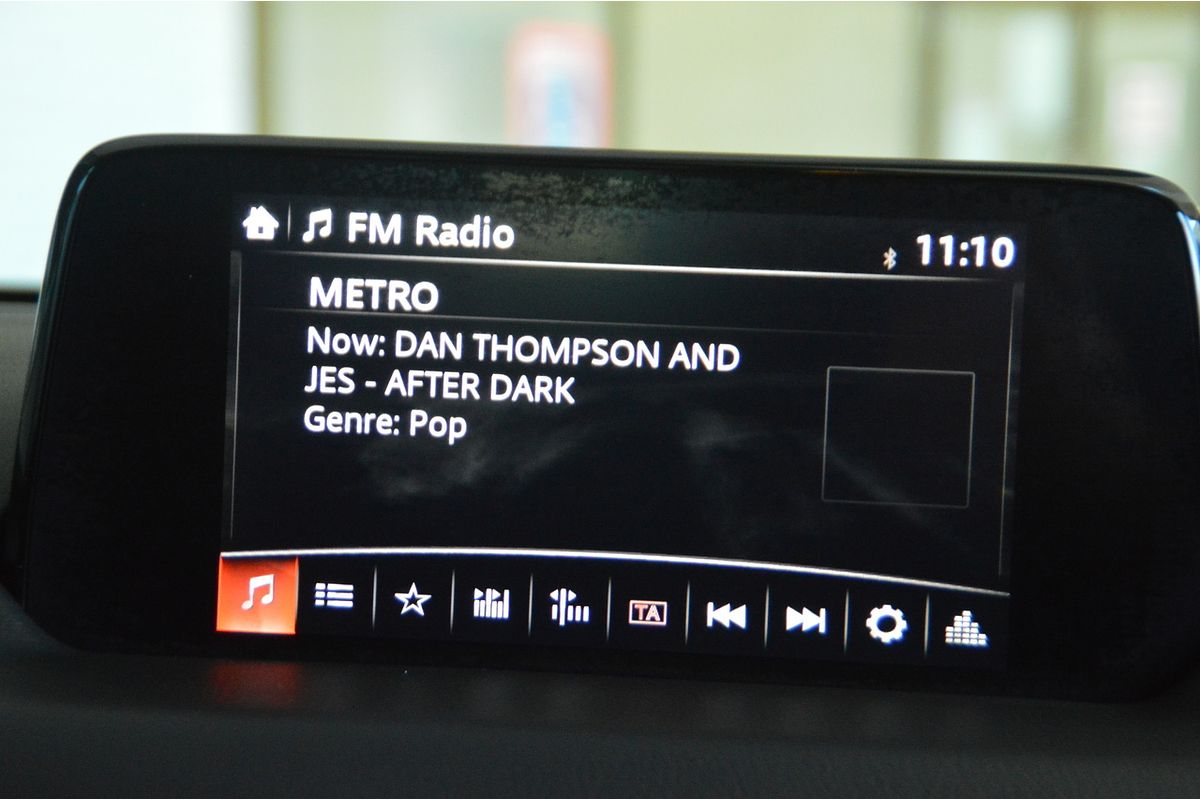 FM Radio
11:10
METRO
Now: DAN THOMPSON AND
JES - AFTER DARK
Genre: Pop
TA